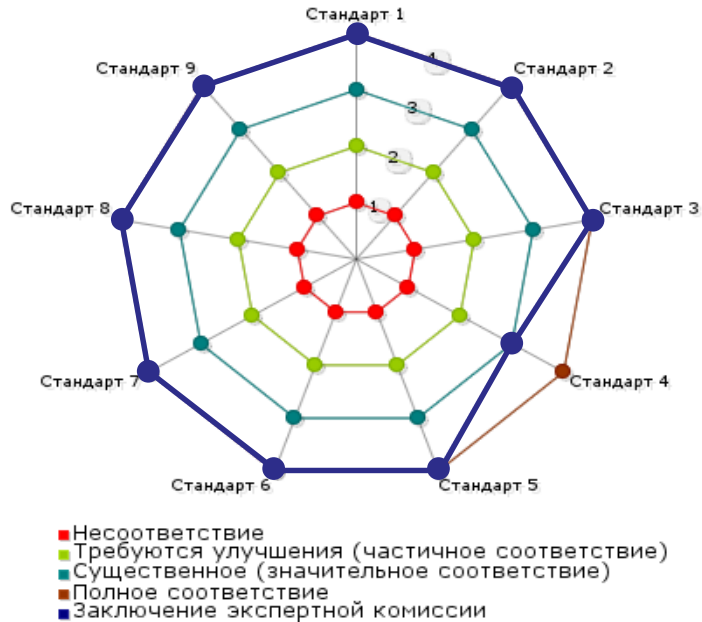 Стандарт 1
Стандарт 9
Стандарт 2
4
3
2
1
Стандарт 8
Стандарт 3
Стандарт 7
Стандарт 4
Стандарт 6
Стандарт 5
Несоответствие
Требуются улучшения (частичное соответствие)
Существенное (значительное соответствие)
Полное соответствие
Заключение экспертной комиссии